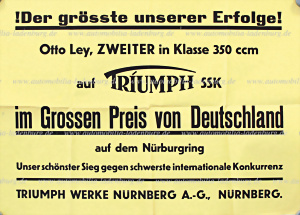 !Der grösste unserer Erfolge!
Otto Ley, ZWEITER in Klasse 350 ccm
auf TRIUMPH SSK
im Grossen Preis von Deutschland
auf dem Nürburgring
Unser schönster Sieg gegen schwerste internationale Konkurrenz
TRIUMPH WERKE NURNBERG A.-G., NÜRNBERG.